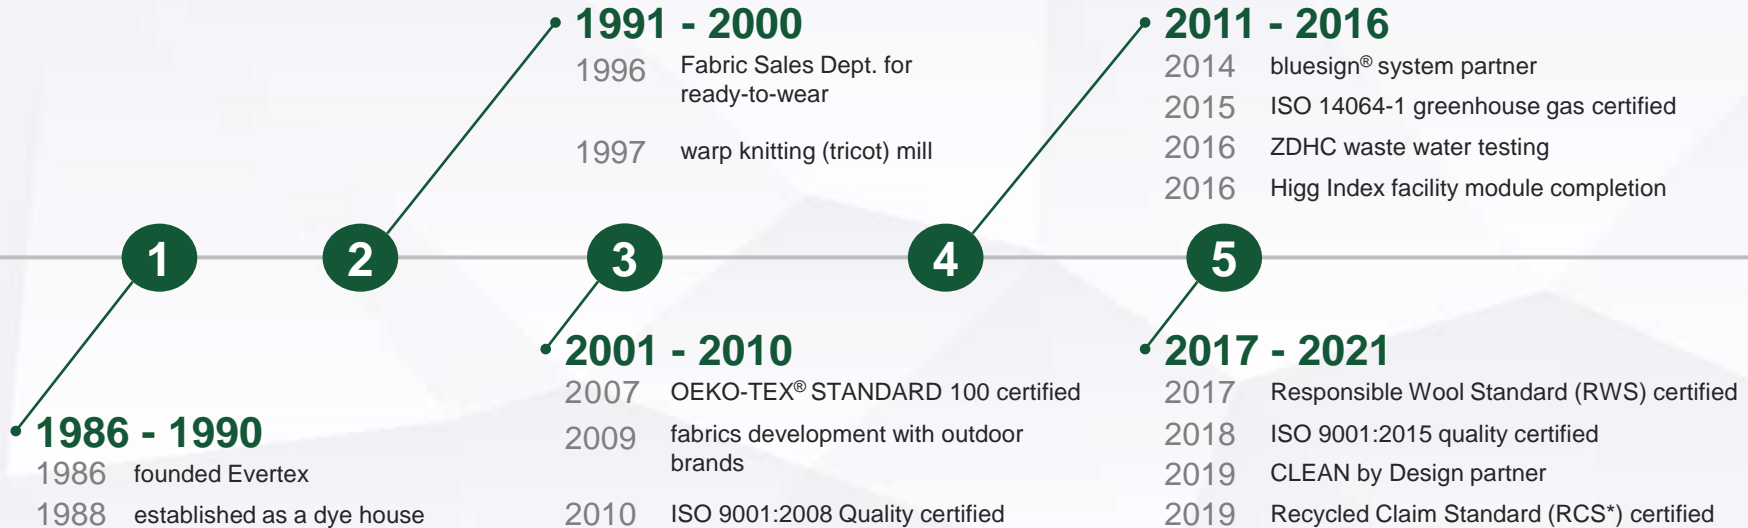 1991 - 2000
1996 Fabric Sales Dept. for
ready-to-wear
1997 warp knitting (tricot) mill
2011 - 2016
2014 bluesign® system partner
2015 ISO 14064-1 greenhouse gas certified
2016 ZDHC waste water testing
2016 Higg Index facility module completion
1
2
3
4
5
1986 - 1990
1986 founded Evertex
1988 established as a dye house
2001 - 2010
2007 OEKO-TEX® STANDARD 100 certified
2009 fabrics development with outdoor
brands
2010 ISO 9001:2008 Quality certified
2017 - 2021
2017 Responsible Wool Standard (RWS) certified
2018 ISO 9001:2015 quality certified
2019 CLEAN by Design partner
2019 Recycled Claim Standard (RCS*) certified